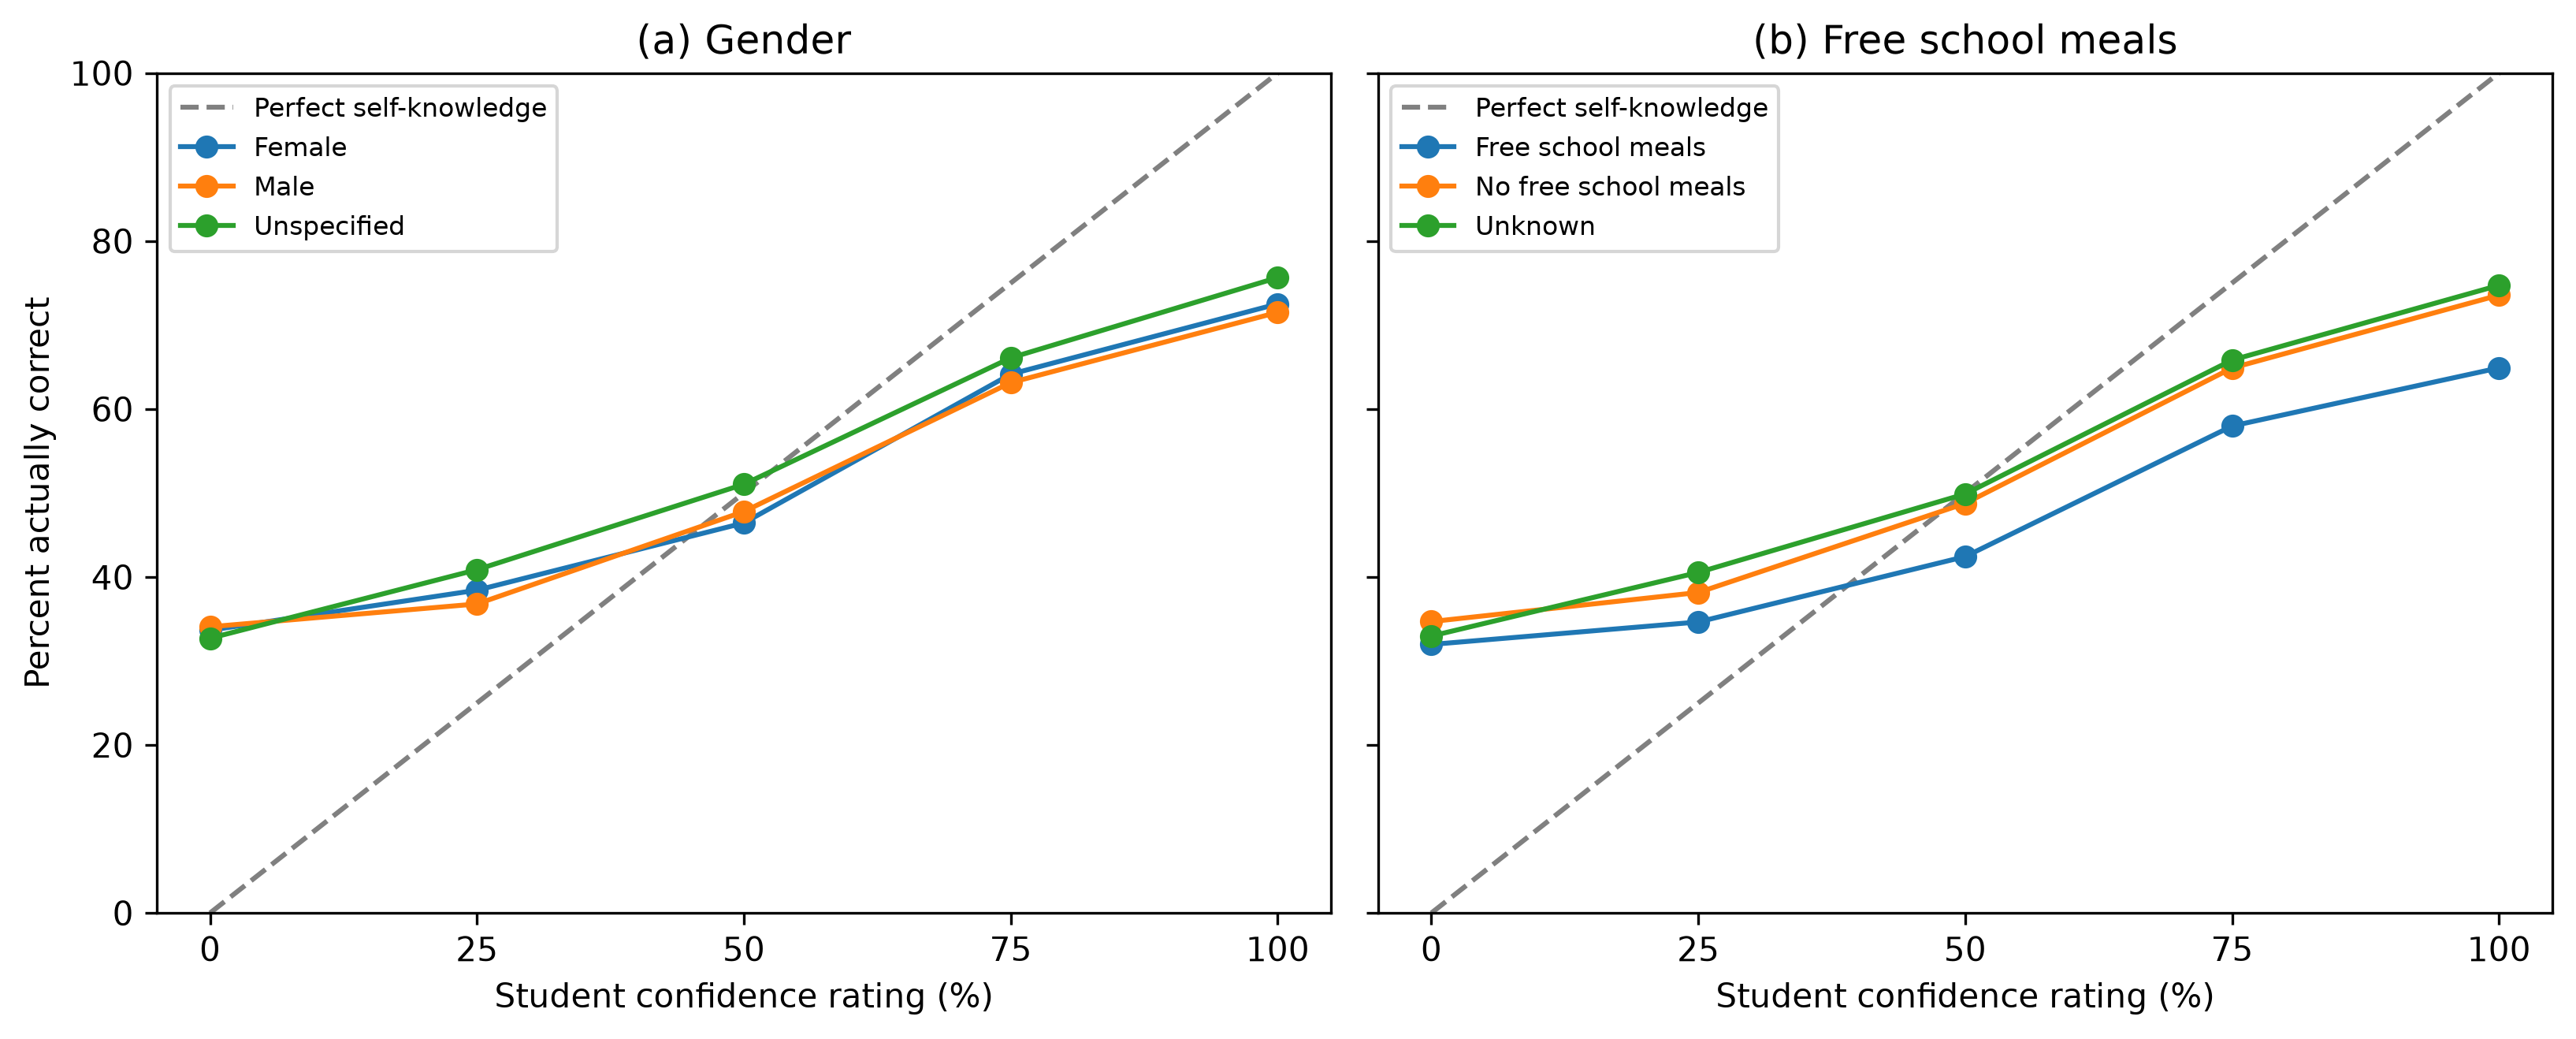 (a) Gender
100
80
60
40
20
0
Percent actually correct
Perfect self-knowledge
Female
Male
Unspecified
0 25 50 75 100
Student confidence rating (%)
(b) Free school meals
Perfect self-knowledge
Free school meals
No free school meals
Unknown
0 25 50 75 100
Student confidence rating (%)